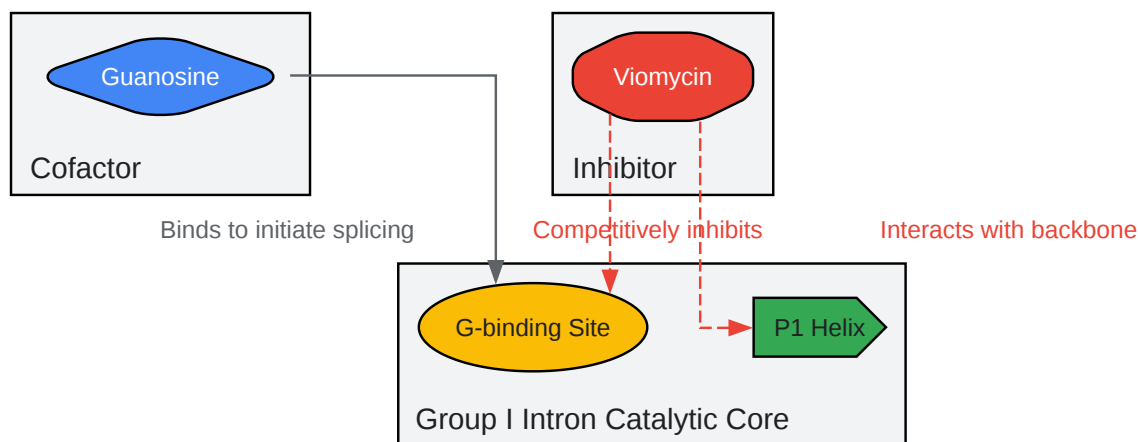 Guanosine
Viomycin
Cofactor
Inhibitor
Binds to initiate splicing
Competitively inhibits
Interacts with backbone
G-binding Site
P1 Helix
Group I Intron Catalytic Core